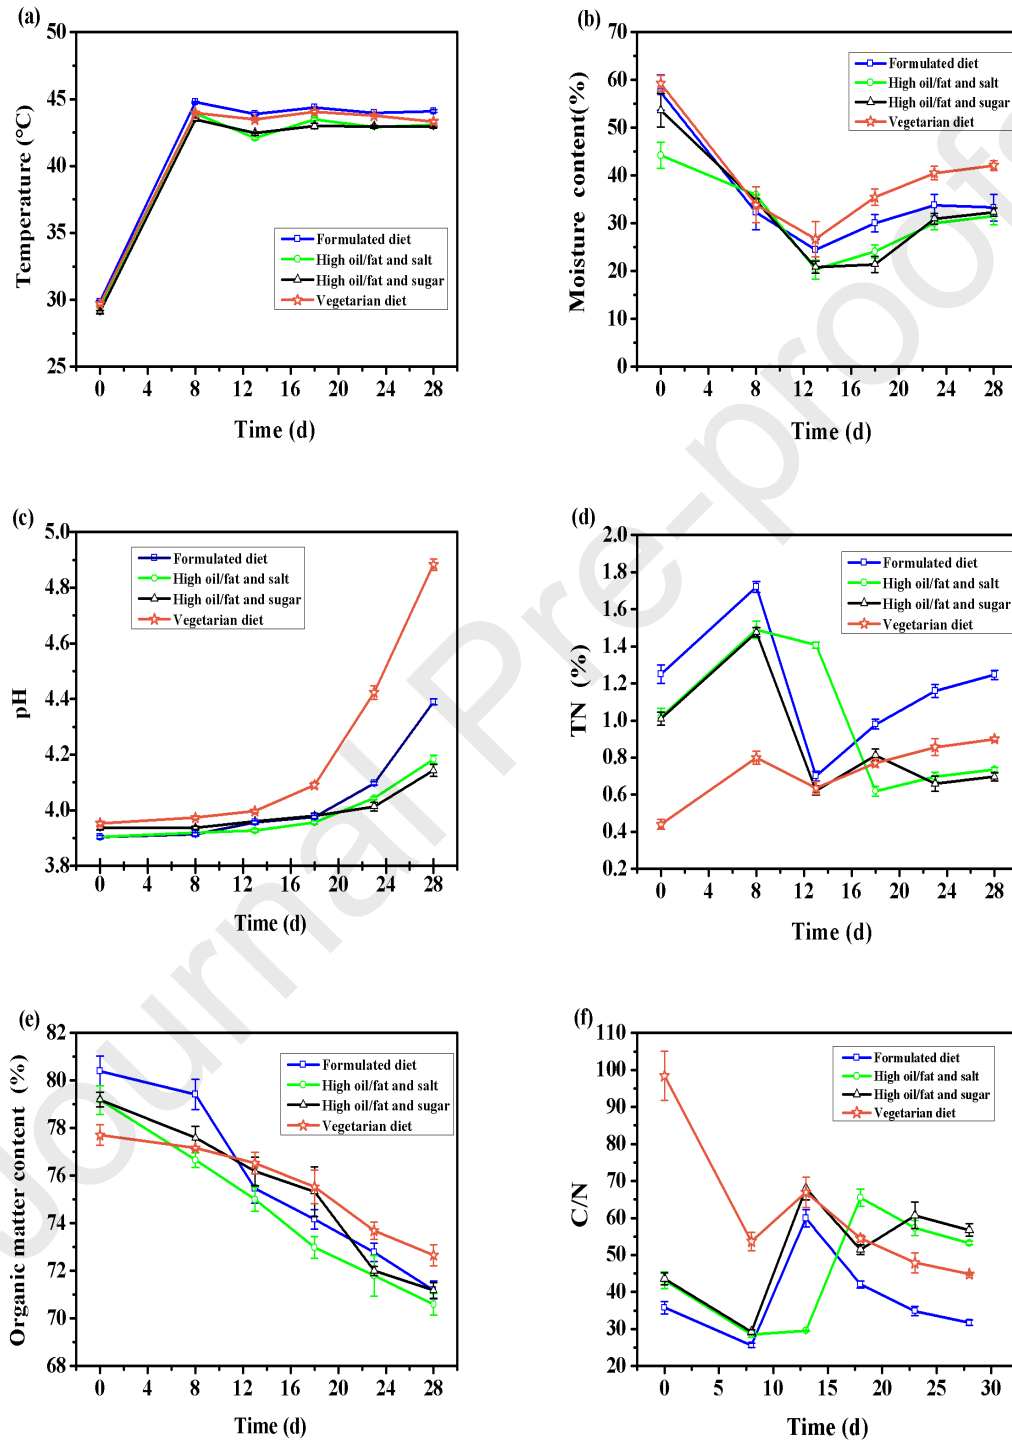 (a)
50
45
40
35
30
25
Temperature (°C)
Formulated diet
High oil/fat and salt
High oil/fat and sugar
Vegetarian diet
0 4 8 12 16 20 24 28
Time (d)
(b)
70
60
50
40
30
20
10
0
Moisture content(%)
Formulated diet
High oil/fat and salt
High oil/fat and sugar
Vegetarian diet
0 4 8 12 16 20 24 28
Time (d)
(c)
5.0
4.8
4.6
4.4
4.2
4.0
3.8
pH
Formulated diet
High oil/fat and salt
High oil/fat and sugar
Vegetarian diet
0 4 8 12 16 20 24 28
Time (d)
(d)
2.0
1.8
1.6
1.4
1.2
1.0
0.8
0.6
0.4
0.2
TN (%)
Formulated diet
High oil/fat and salt
High oil/fat and sugar
Vegetarian diet
0 4 8 12 16 20 24 28
Time (d)
(e)
82
80
78
76
74
72
70
68
Organic matter content (%)
Formulated diet
High oil/fat and salt
High oil/fat and sugar
Vegetarian diet
0 4 8 12 16 20 24 28
Time (d)
(f)
110
100
90
80
70
60
50
40
30
20
C/N
Formulated diet
High oil/fat and salt
High oil/fat and sugar
Vegetarian diet
0 5 10 15 20 25 30
Time (d)
Journal Pre-proofs